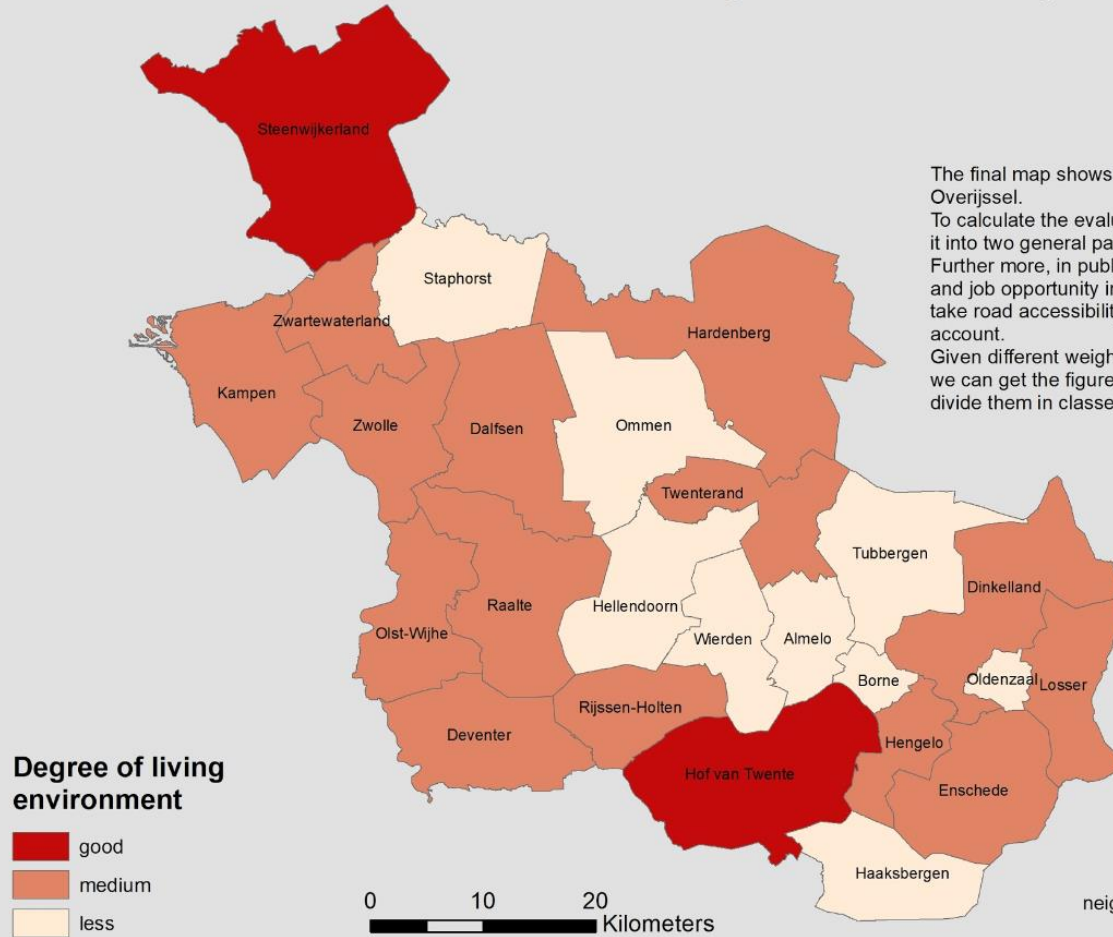 Steenwijkerland
Staphorst
Zwartewaterland
Hardenberg
Kampen
Zwolle
Dalfsen
Ommen
Twenterand
Tubbergen
Dinkelland
Raalte
Hellendoorn
Olst-Wijhe
Wierden
Almelo
Borne
Oldenzaal
Losser
Rijssen-Holten
Deventer
Hengelo
Hof van Twente
Enschede
Haaksbergen
The final map shows
Overijssel.
To calculate the evalu
it into two general pa
Further more, in publ
and job opportunity in
take road accessibilit
account.
Given different weigh
we can get the figure
divide them in classe
Degree of living
environment
good
medium
less
0 10 20
Kilometers
neig